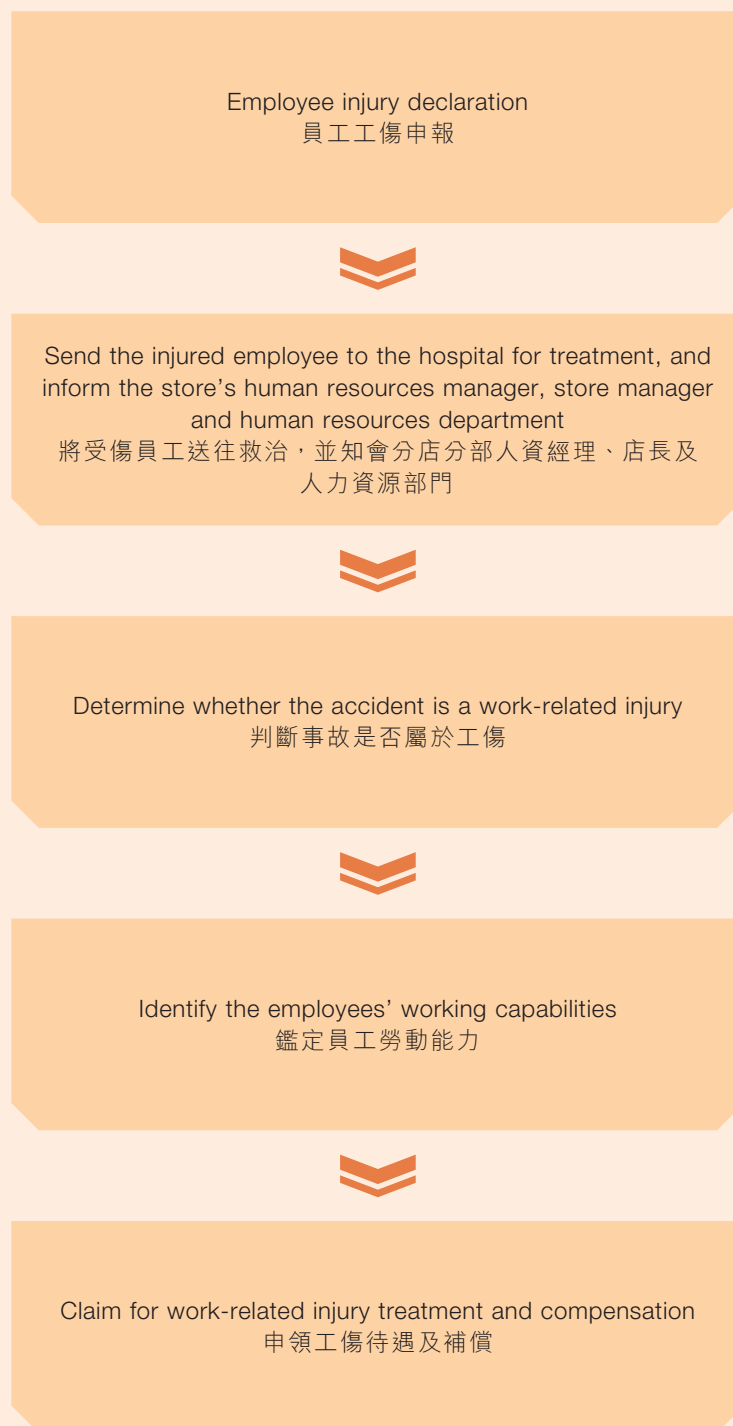 Employee injury declaration
員工工傷申報
Send the injured employee to the hospital for treatment, and
inform the store’s human resources manager, store manager
and human resources department
將受傷員工送往救治，並知會分店分部人資經理、店長及
人力資源部門
Determine whether the accident is a work-related injury
判斷事故是否屬於工傷
Identify the employees’ working capabilities
鑑定員工勞動能力
Claim for work-related injury treatment and compensation
申領工傷待遇及補償